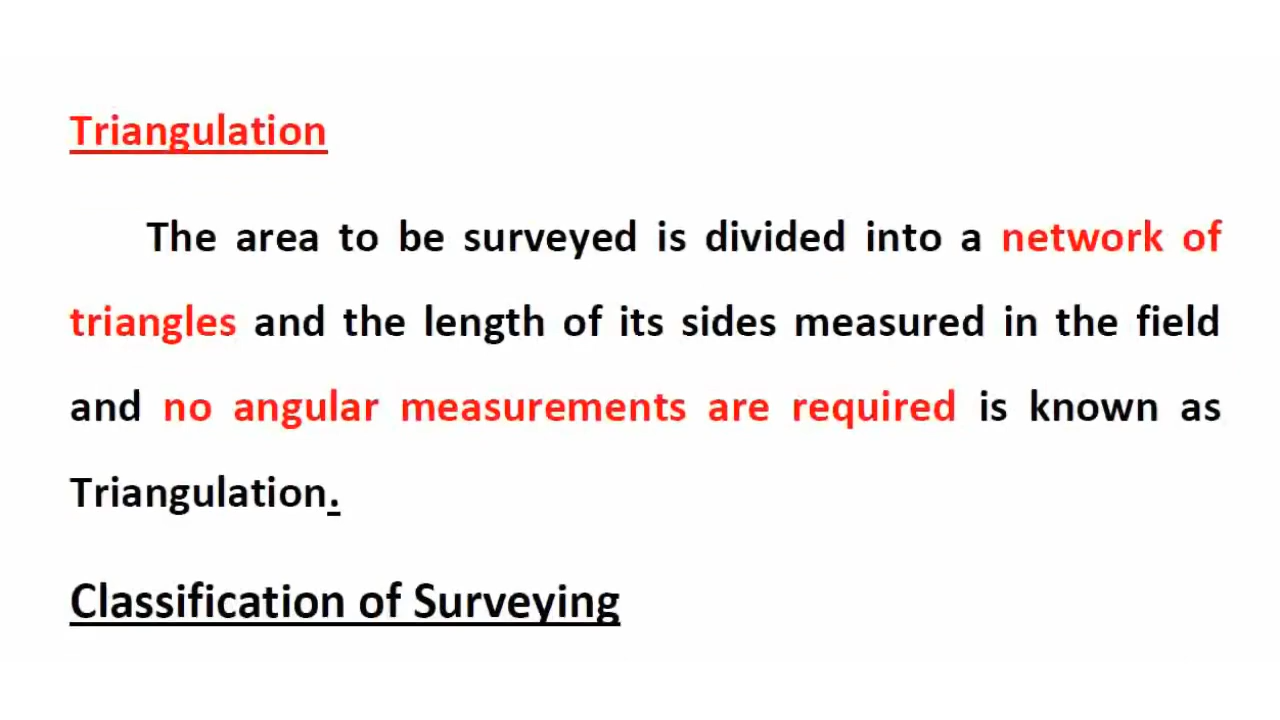 Triangulation
The area to be surveyed is divided into a network of
triangles and the length of its sides measured in the field
and no angular measurements are required is known as
Triangulation.
Classification of Surveying